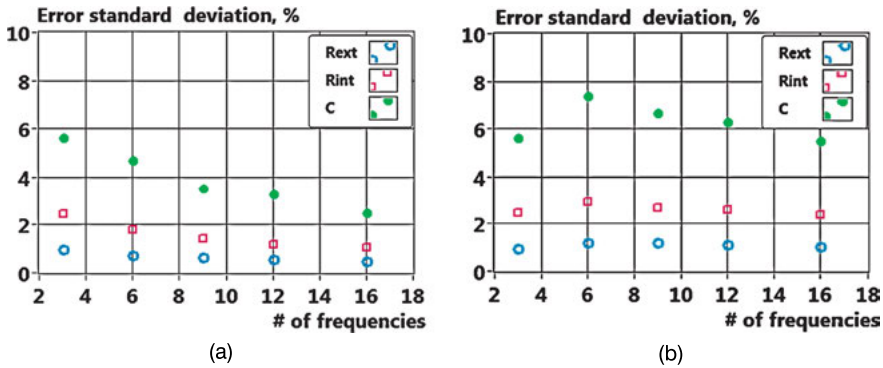 Error standard deviation, %
10
8
6
4
2
0
2 4 6 8 10 12 14 16 18
# of frequencies
Rext
Rint
C
(a)
Error standard deviation, %
10
8
6
4
2
0
2 4 6 8 10 12 14 16 18
# of frequencies
Rext
Rint
C
(b)